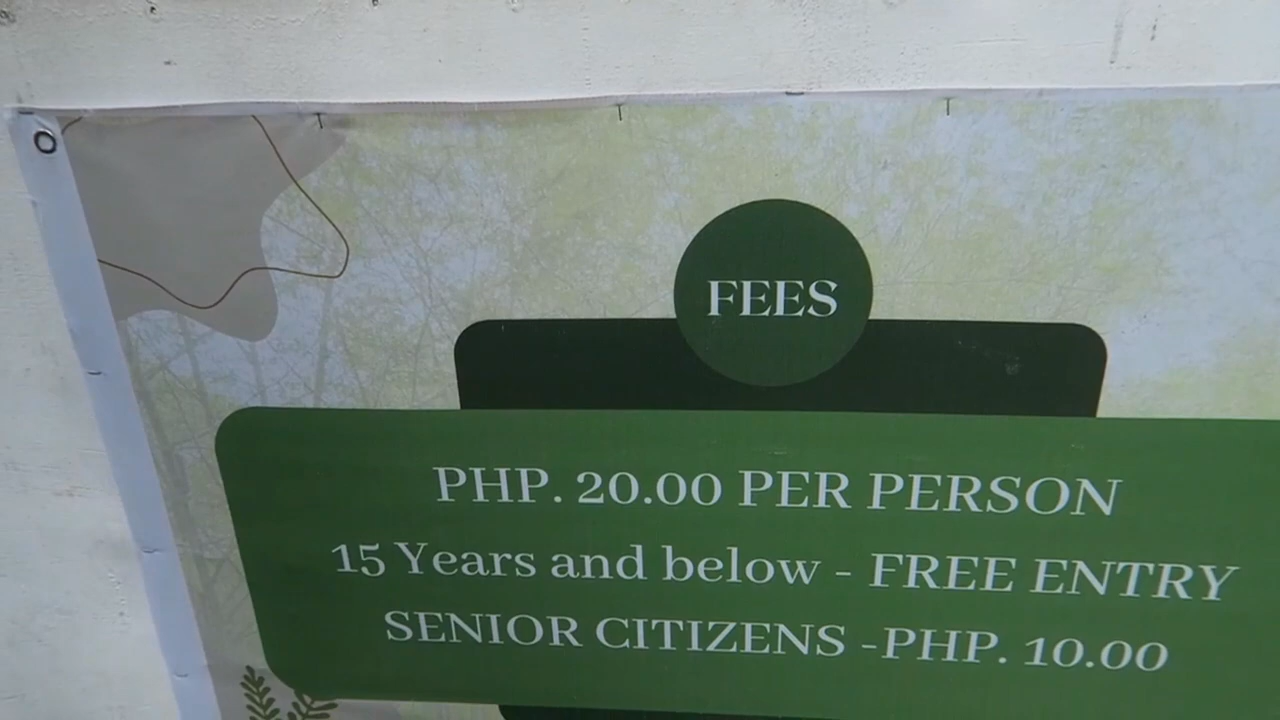 FEES
PHP. 20.00 PER PERSON
15 Years and below - FREE ENTRY
SENIOR CITIZENS -PHP. 10.00